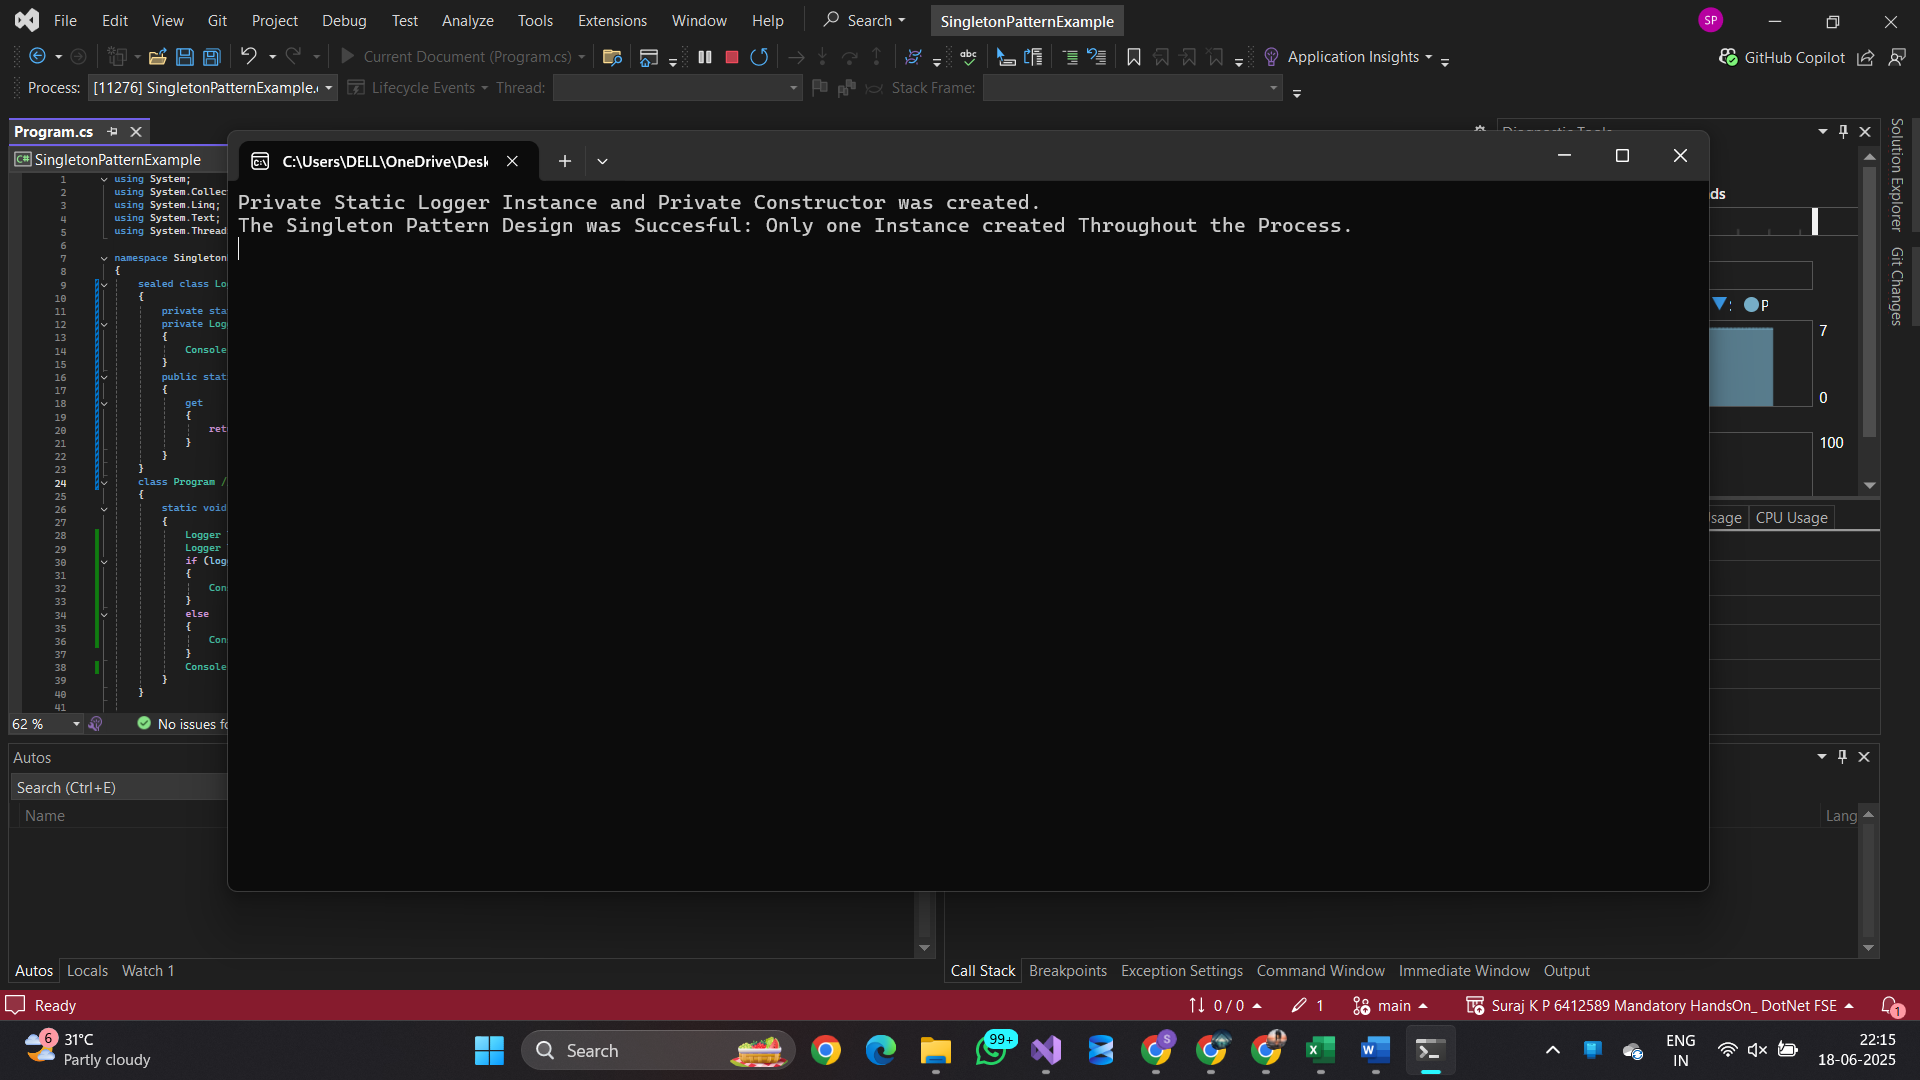 File Edit View Git Project Debug Test Analyze Tools Extensions Window Help Search SingletonPatternExample SP
Current Document (Program.cs) Application Insights GitHub Copilot
Process: [11276] SingletonPatternExample. Lifecycle Events Thread: Stack Frame:
Program.cs
SingletonPatternExample
C:\Users\DELL\OneDrive\Desk
Private Static Logger Instance and Private Constructor was created.
The Singleton Pattern Design was Succesful: Only one Instance created Throughout the Process.
1 using System;
2 using System.Collect
3 using System.Linq;
4 using System.Text;
5 using System.Thread
6
7 namespace Singleton
8 {
9 sealed class Lo
10 {
11 private sta
12 private Log
13 {
14 Console
15 }
16 public stat
17 {
18 get
19 {
20 ret
21 }
22 }
23 }
24 class Program /
25 {
26 static void
27 {
28 Logger
29 Logger
30 if (log
31 {
32 Con
33 }
34 else
35 {
36 Con
37 }
38 Console
39 }
40 }
41
62 % No issues fo
Diagnostic Tools
ds
P
7
0
100
sage CPU Usage
Solution Explorer
Git Changes
Autos
Search (Ctrl+E)
Name
Lang
Autos Locals Watch 1
Call Stack Breakpoints Exception Settings Command Window Immediate Window Output
Ready 0 / 0 1 main Suraj K P 6412589 Mandatory HandsOn_ DotNet FSE 1
6 31°C
Partly cloudy
Search
99+
S
ENG
IN
22:15
18-06-2025